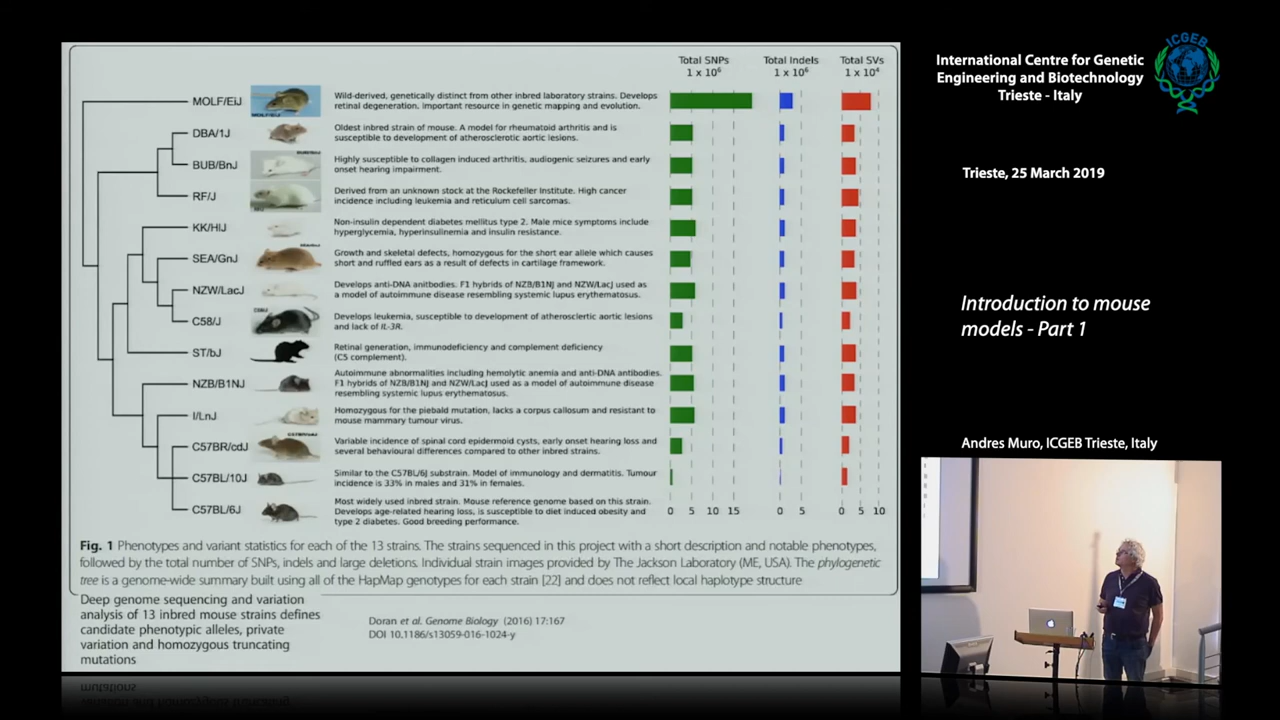 Total SNPs
1 x 10⁶
Total Indels
1 x 10⁶
Total SVs
1 x 10⁴
MOLF/EiJ
Wild-derived, genetically distinct from other inbred laboratory strains. Develops
retinal degeneration. Important resource in genetic mapping and evolution.
DBA/1J
Oldest inbred strain of mouse. A model for rheumatoid arthritis and is
susceptible to development of atherosclerotic aortic lesions.
BUB/BnJ
Highly susceptible to collagen induced arthritis, audiogenic seizures and early
onset hearing impairment.
RF/J
Derived from an unknown stock at the Rockefeller Institute. High cancer
incidence including leukemia and reticulum cell sarcomas.
KK/HlJ
Non-insulin dependent diabetes mellitus type 2. Male mice symptoms include
hyperglycemia, hyperinsulinemia and insulin resistance.
SEA/GnJ
Growth and skeletal defects, homozygous for the short ear allele which causes
short and ruffled ears as a result of defects in cartilage framework.
NZW/LacJ
Develops anti-DNA anitbodies. F1 hybrids of NZB/B1NJ and NZW/LacJ used as
a model of autoimmune disease resembling systemic lupus erythematosus.
C58/J
Develops leukemia, susceptible to development of atherosclertic aortic lesions
and lack of IL-3R.
ST/bJ
Retinal generation, immunodeficiency and complement deficiency
(C5 complement).
NZB/B1NJ
Autoimmune abnormalities including hemolytic anemia and anti-DNA antibodies.
F1 hybrids of NZB/B1NJ and NZW/LacJ used as a model of autoimmune disease
resembling systemic lupus erythematosus.
I/LnJ
Homozygous for the piebald mutation, lacks a corpus callosum and resistant to
mouse mammary tumour virus.
C57BR/cdJ
Variable incidence of spinal cord epidermoid cysts, early onset hearing loss and
several behavioural differences compared to other inbred strains.
C57BL/10J
Similar to the C57BL/6J substrain. Model of immunology and dermatitis. Tumour
incidence is 33% in males and 31% in females.
C57BL/6J
Most widely used inbred strain. Mouse reference genome based on this strain.
Develops age-related hearing loss, is susceptible to diet induced obesity and
type 2 diabetes. Good breeding performance.
0 5 10 15 0 5 0 5 10
Fig. 1 Phenotypes and variant statistics for each of the 13 strains. The strains sequenced in this project with a short description and notable phenotypes,
followed by the total number of SNPs, indels and large deletions. Individual strain images provided by The Jackson Laboratory (ME, USA). The phylogenetic
tree is a genome-wide summary built using all of the HapMap genotypes for each strain [22] and does not reflect local haplotype structure
Deep genome sequencing and variation
analysis of 13 inbred mouse strains defines
candidate phenotypic alleles, private
variation and homozygous truncating
mutations
Doran et al. Genome Biology (2016) 17:167
DOI 10.1186/s13059-016-1024-y
International Centre for Genetic
Engineering and Biotechnology
Trieste - Italy
ICGEB
Trieste, 25 March 2019
Introduction to mouse
models - Part 1
Andres Muro, ICGEB Trieste, Italy